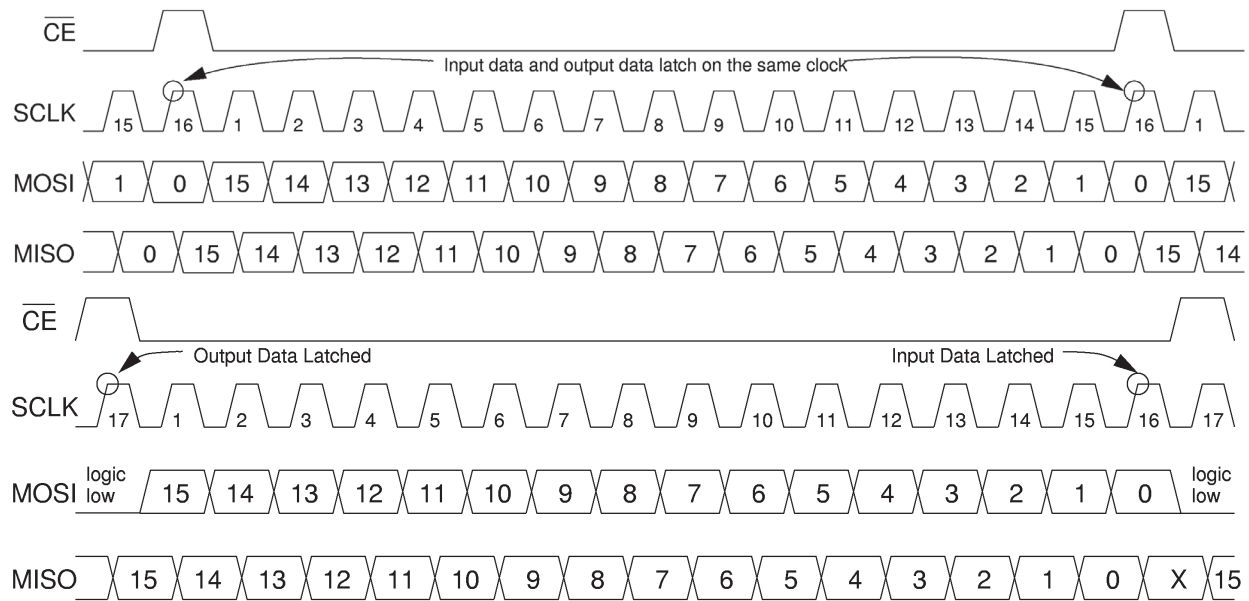 CE
Input data and output data latch on the same clock
SCLK 15 16 1 2 3 4 5 6 7 8 9 10 11 12 13 14 15 16 1
MOSI 1 0 15 14 13 12 11 10 9 8 7 6 5 4 3 2 1 0 15
MISO 0 15 14 13 12 11 10 9 8 7 6 5 4 3 2 1 0 15 14
CE
Output Data Latched Input Data Latched
SCLK 17 1 2 3 4 5 6 7 8 9 10 11 12 13 14 15 16 17
MOSI logic low 15 14 13 12 11 10 9 8 7 6 5 4 3 2 1 0 logic low
MISO 15 14 13 12 11 10 9 8 7 6 5 4 3 2 1 0 X 15